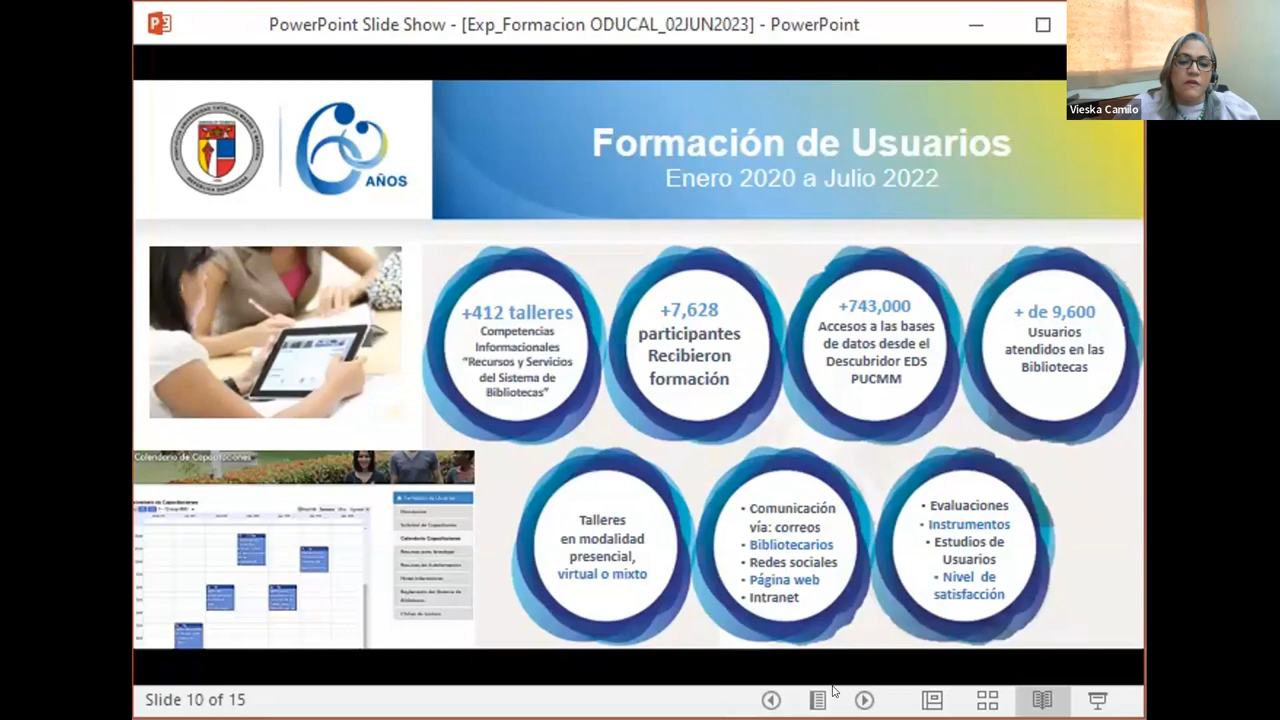 PowerPoint Slide Show - [Exp_Formacion ODUCAL_02JUN2023] - PowerPoint
Vieska Camilo
AÑOS
Formación de Usuarios
Enero 2020 a Julio 2022
+412 talleres
Competencias
Informacionales
"Recursos y Servicios
del Sistema de
Bibliotecas"
+7,628
participantes
Recibieron
formación
+743,000
Accesos a las bases
de datos desde el
Descubridor EDS
PUCMM
+ de 9,600
Usuarios
atendidos en las
Bibliotecas
Calendario de Capacitaciones
Talleres
en modalidad
presencial,
virtual o mixto
• Comunicación
vía: correos
• Bibliotecarios
• Redes sociales
• Página web
• Intranet
• Evaluaciones
• Instrumentos
• Estudios de
Usuarios
• Nivel de
satisfacción
Slide 10 of 15